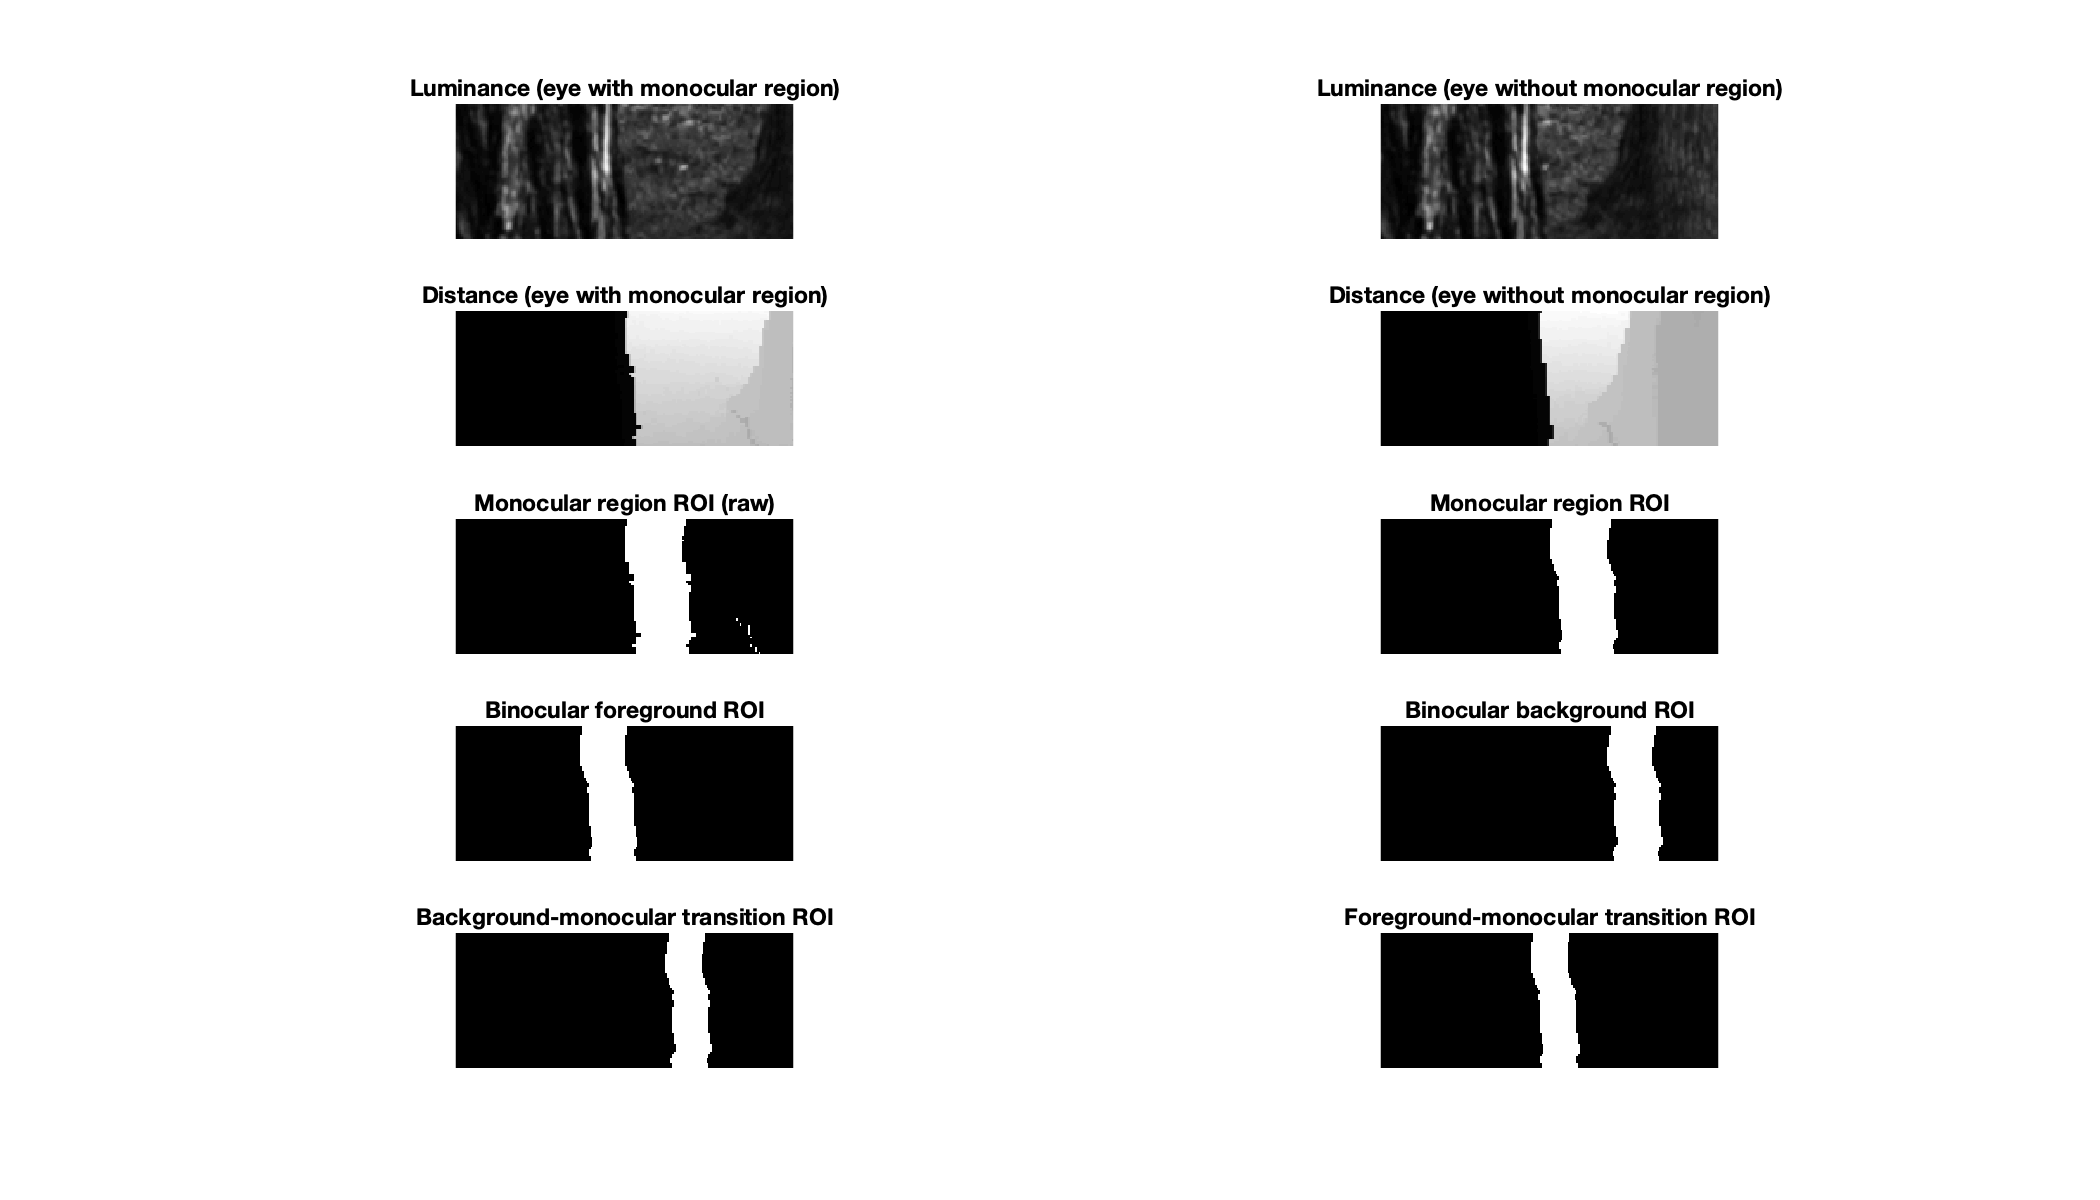 Luminance (eye with monocular region)
Luminance (eye without monocular region)
Distance (eye with monocular region)
Distance (eye without monocular region)
Monocular region ROI (raw)
Monocular region ROI
Binocular foreground ROI
Binocular background ROI
Background-monocular transition ROI
Foreground-monocular transition ROI